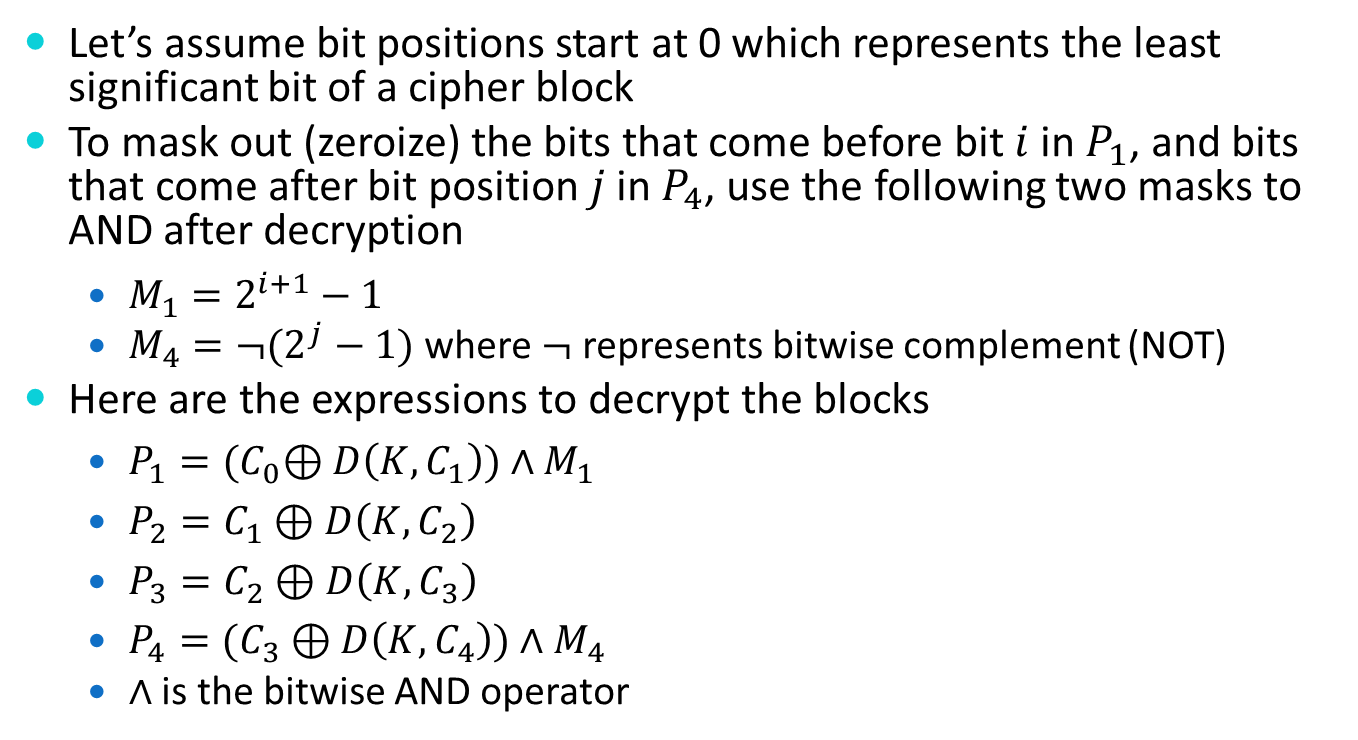 • Let’s assume bit positions start at 0 which represents the least
significant bit of a cipher block
• To mask out (zeroize) the bits that come before bit 𝑖 in 𝑃₁, and bits
that come after bit position 𝑗 in 𝑃₄, use the following two masks to
AND after decryption
• 𝑀₁ = 2^{𝑖+1} − 1
• 𝑀₄ = ¬(2^𝑗 − 1) where ¬ represents bitwise complement (NOT)
• Here are the expressions to decrypt the blocks
• 𝑃₁ = (𝐶₀⊕ 𝐷(𝐾, 𝐶₁)) ∧ 𝑀₁
• 𝑃₂ = 𝐶₁ ⊕ 𝐷(𝐾, 𝐶₂)
• 𝑃₃ = 𝐶₂ ⊕ 𝐷(𝐾, 𝐶₃)
• 𝑃₄ = (𝐶₃ ⊕ 𝐷(𝐾, 𝐶₄)) ∧ 𝑀₄
• ∧ is the bitwise AND operator